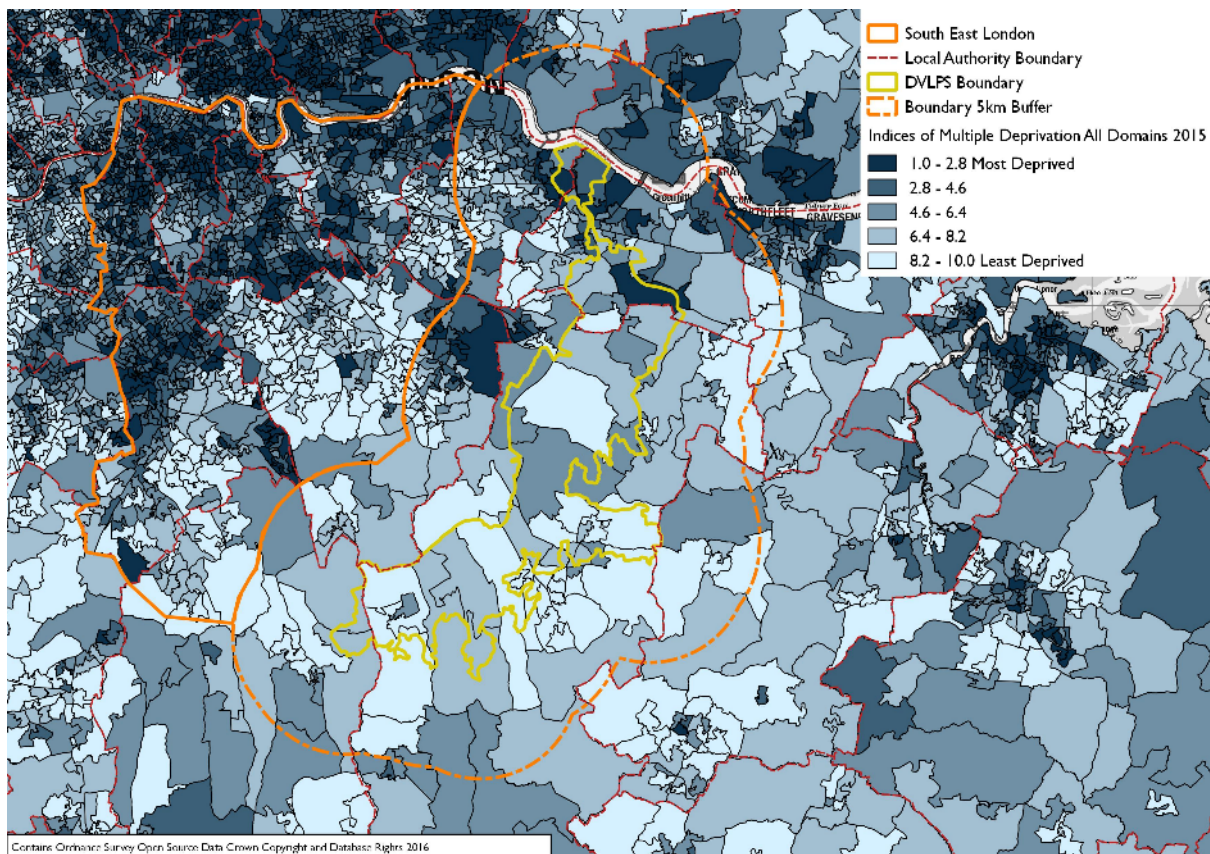 South East London
Local Authority Boundary
DVLPS Boundary
Boundary 5km Buffer
Indices of Multiple Deprivation All Domains 2015
1.0 - 2.8 Most Deprived
2.8 - 4.6
4.6 - 6.4
6.4 - 8.2
8.2 - 10.0 Least Deprived
GRAVESEN
Contains Ordnance Survey Open Source Data Crown Copyright and Database Rights 2016